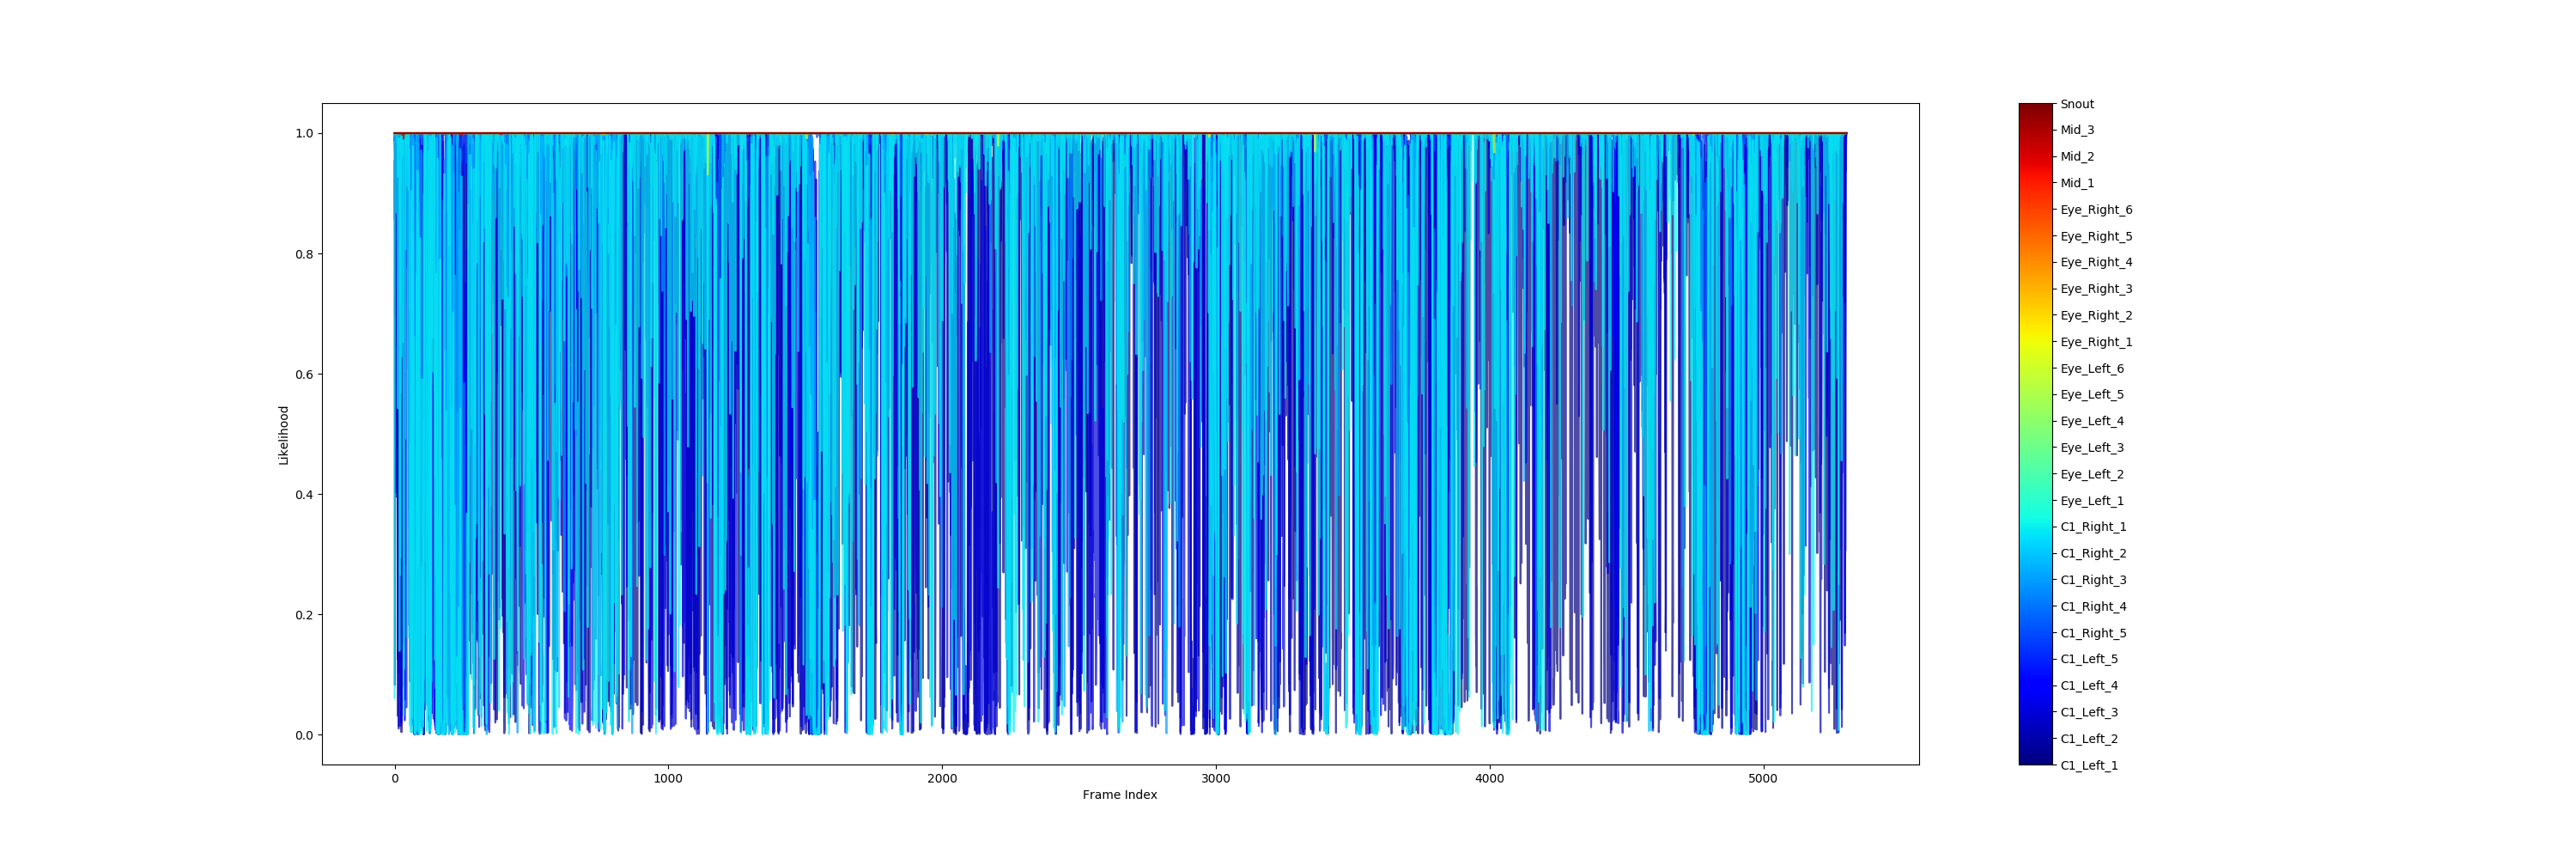 1.0
0.8
0.6
0.4
0.2
0.0
Likelihood
0 1000 2000 3000 4000 5000
Frame Index
Snout
Mid_3
Mid_2
Mid_1
Eye_Right_6
Eye_Right_5
Eye_Right_4
Eye_Right_3
Eye_Right_2
Eye_Right_1
Eye_Left_6
Eye_Left_5
Eye_Left_4
Eye_Left_3
Eye_Left_2
Eye_Left_1
C1_Right_1
C1_Right_2
C1_Right_3
C1_Right_4
C1_Right_5
C1_Left_5
C1_Left_4
C1_Left_3
C1_Left_2
C1_Left_1